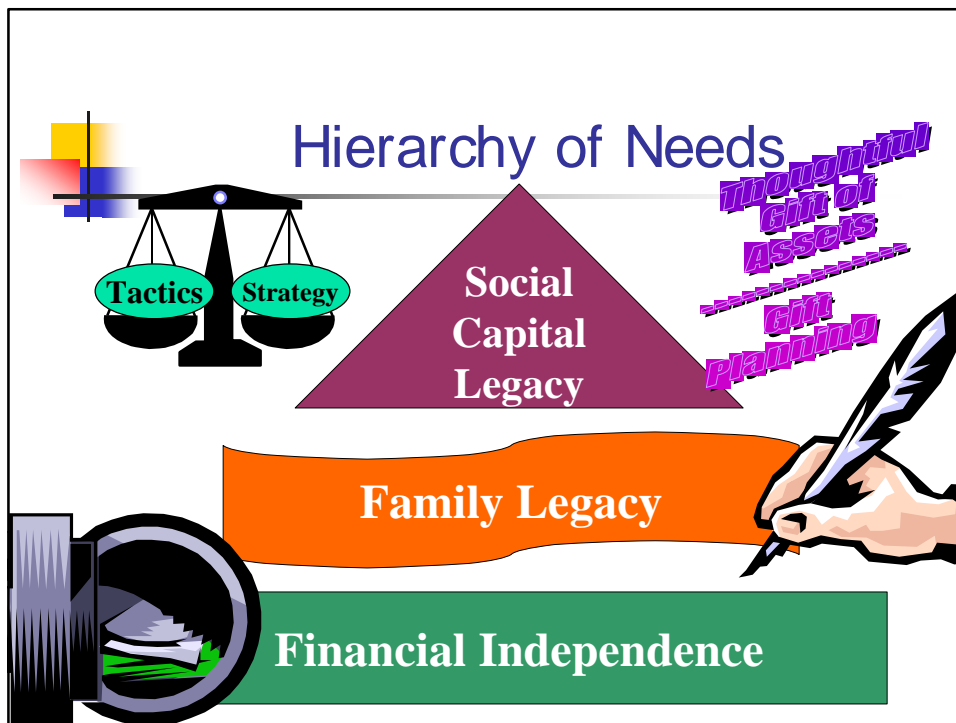 Hierarchy of Needs
Thoughtful
Gift of
Assets
--------------
Gift
Planning
Tactics
Strategy
Social
Capital
Legacy
Family Legacy
Financial Independence